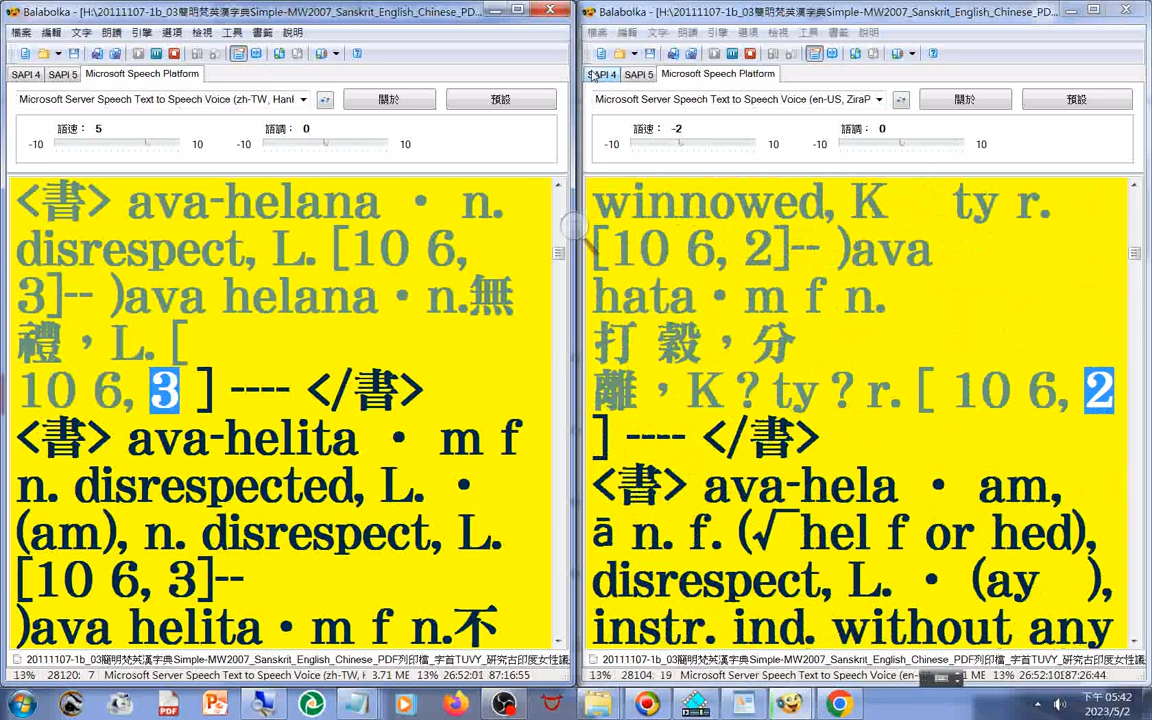 Balabolka - [H:\20111107-1b_03簡明梵英漢字典Simple-MW2007_Sanskrit_English_Chinese_PD...
檔案 編輯 文字 朗讀 引擎 選項 檢視 工具 書籤 說明
SAPI 4 SAPI 5 Microsoft Speech Platform
Microsoft Server Speech Text to Speech Voice (zh-TW, Hanl 關於 預設
語速： 5 語調： 0
-10 10 -10 10
<書> ava-helana • n.
disrespect, L. [10 6,
3]-- )ava helana • n.無
禮，L. [
10 6, 3 ] ---- </書>
<書> ava-helita • m f
n. disrespected, L. •
(am), n. disrespect, L.
[10 6, 3]--
)ava helita • m f n.不
20111107-1b_03簡明梵英漢字典Simple-MW2007_Sanskrit_English_Chinese_PDF列印檔_字首TUVY_研究古印度女性議
13% 28120: 7 Microsoft Server Speech Text to Speech Voice (zh-TW, H 3.71 ME 13% 26:52:01 87:16:55
Balabolka - [H:\20111107-1b_03簡明梵英漢字典Simple-MW2007_Sanskrit_English_Chinese_PD...
檔案 編輯 文字 朗讀 引擎 選項 檢視 工具 書籤 說明
SAPI 4 SAPI 5 Microsoft Speech Platform
Microsoft Server Speech Text to Speech Voice (en-US, ZiraP 關於 預設
語速： -2 語調： 0
-10 10 -10 10
winnowed, K ty r.
[10 6, 2]-- )ava
hata • m f n.
打 穀，分
離，K？ty？r. [ 10 6, 2
] ---- </書>
<書> ava-hela • am,
ā n. f. (√hel f or hed),
disrespect, L. • (ay ),
instr. ind. without any
20111107-1b_03簡明梵英漢字典Simple-MW2007_Sanskrit_English_Chinese_PDF列印檔_字首TUVY_研究古印度女性議
13% 28104: 19 Microsoft Server Speech Text to Speech Voice 13% 26:52:10 87:26:44
下午 05:42
2023/5/2